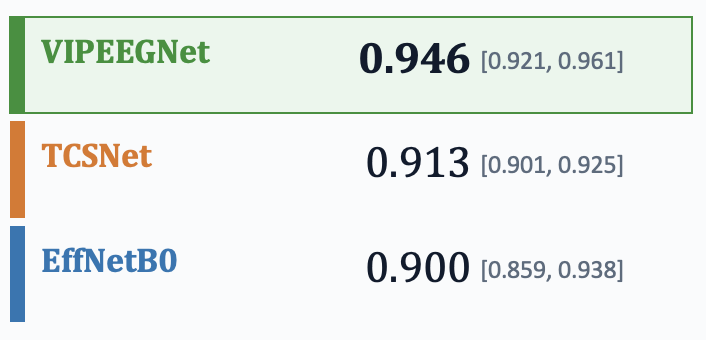 VIPEEGNet 0.946 [0.921, 0.961]
TCSNet 0.913 [0.901, 0.925]
EffNetB0 0.900 [0.859, 0.938]